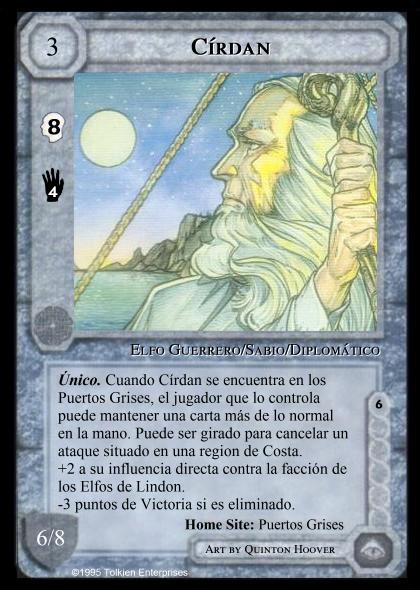 3
CÍRDAN
8
4
ELFO GUERRERO/SABIO/DIPLOMÁTICO
Único. Cuando Círdan se encuentra en los
Puertos Grises, el jugador que lo controla
puede mantener una carta más de lo normal
en la mano. Puede ser girado para cancelar un
ataque situado en una region de Costa.
+2 a su influencia directa contra la facción de
los Elfos de Lindon.
-3 puntos de Victoria si es eliminado.
6
Home Site: Puertos Grises
6/8
ART BY QUINTON HOOVER
©1995 Tolkien Enterprises